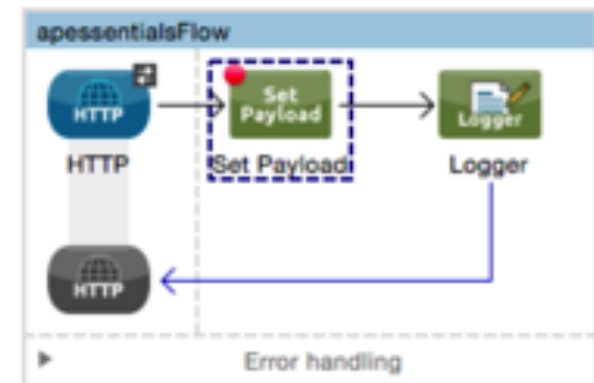 apessentialsFlow
HTTP
Set
Payload
Logger
HTTP
Set Payload
Logger
HTTP
Error handling